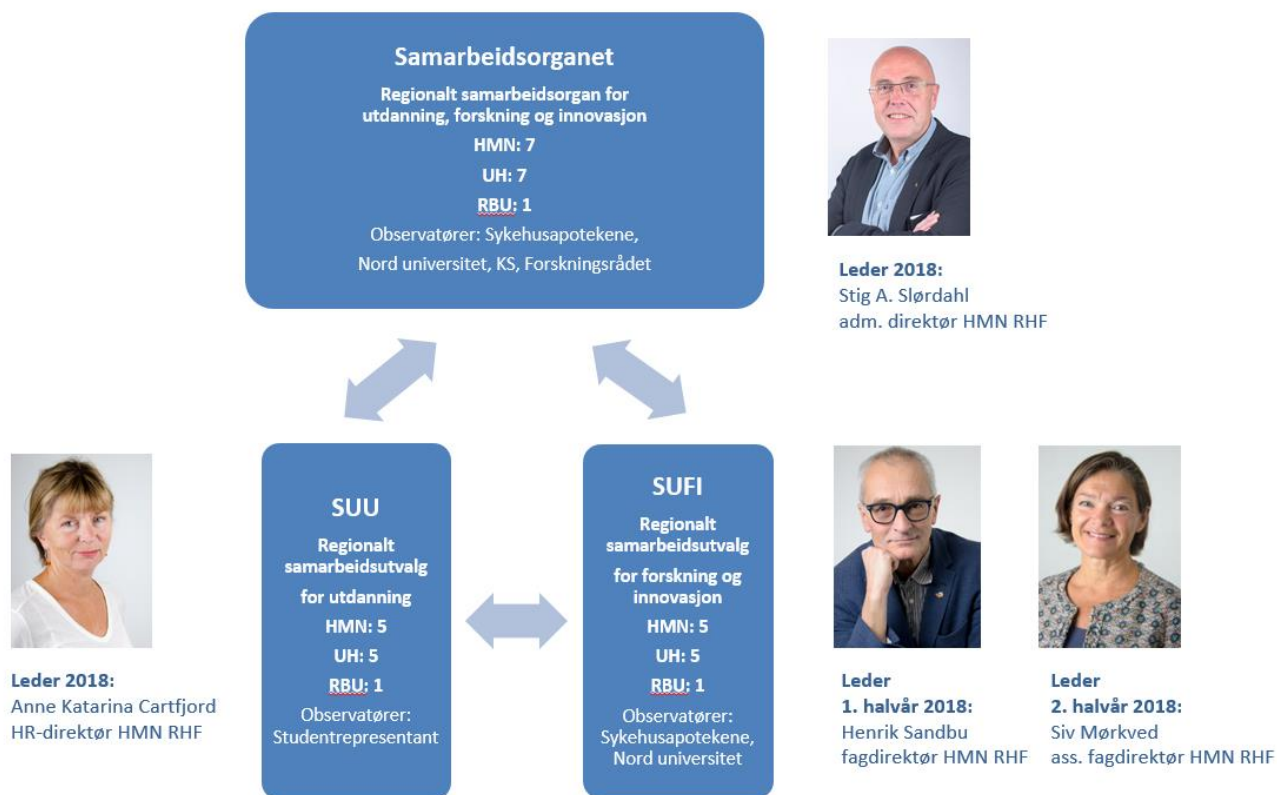 Samarbeidsorganet
Regionalt samarbeidsorgan for
utdanning, forskning og innovasjon
HMN: 7
UH: 7
RBU: 1
Observatører: Sykehusapotekene,
Nord universitet, KS, Forskningsrådet
Leder 2018:
Stig A. Slørdahl
adm. direktør HMN RHF
SUU
Regionalt
samarbeidsutvalg
for utdanning
HMN: 5
UH: 5
RBU: 1
Observatører:
Studentrepresentant
SUFI
Regionalt
samarbeidsutvalg
for forskning og
innovasjon
HMN: 5
UH: 5
RBU: 1
Observatører:
Sykehusapotekene,
Nord universitet
Leder 2018:
Anne Katarina Cartfjord
HR-direktør HMN RHF
Leder
1. halvår 2018:
Henrik Sandbu
fagdirektør HMN RHF
Leder
2. halvår 2018:
Siv Mørkved
ass. fagdirektør HMN RHF